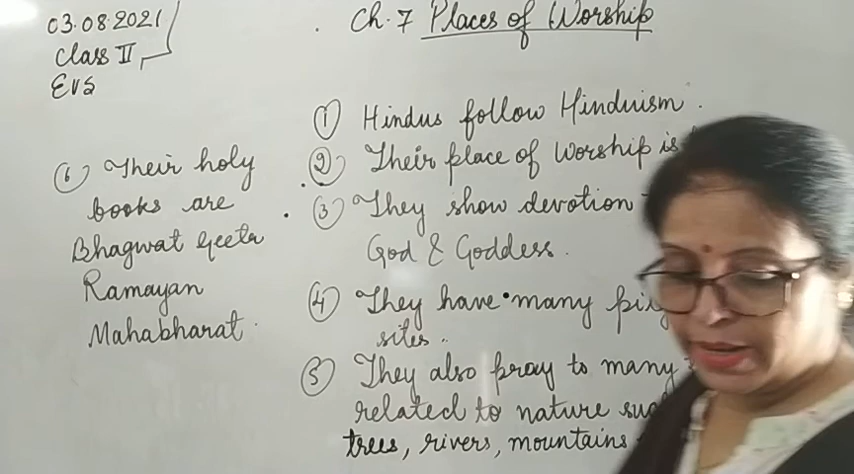 03.08.2021
Class II
EVS
Ch. 7 Places of Worship
① Hindus follow Hinduism.
② Their place of Worship is
③ They show devotion
God & Goddess.
④ They have many
sites.
⑤ They also pray to many
related to nature
trees, rivers, mountains
⑥ Their holy
books are
Bhagwat Geeta
Ramayan
Mahabharat.